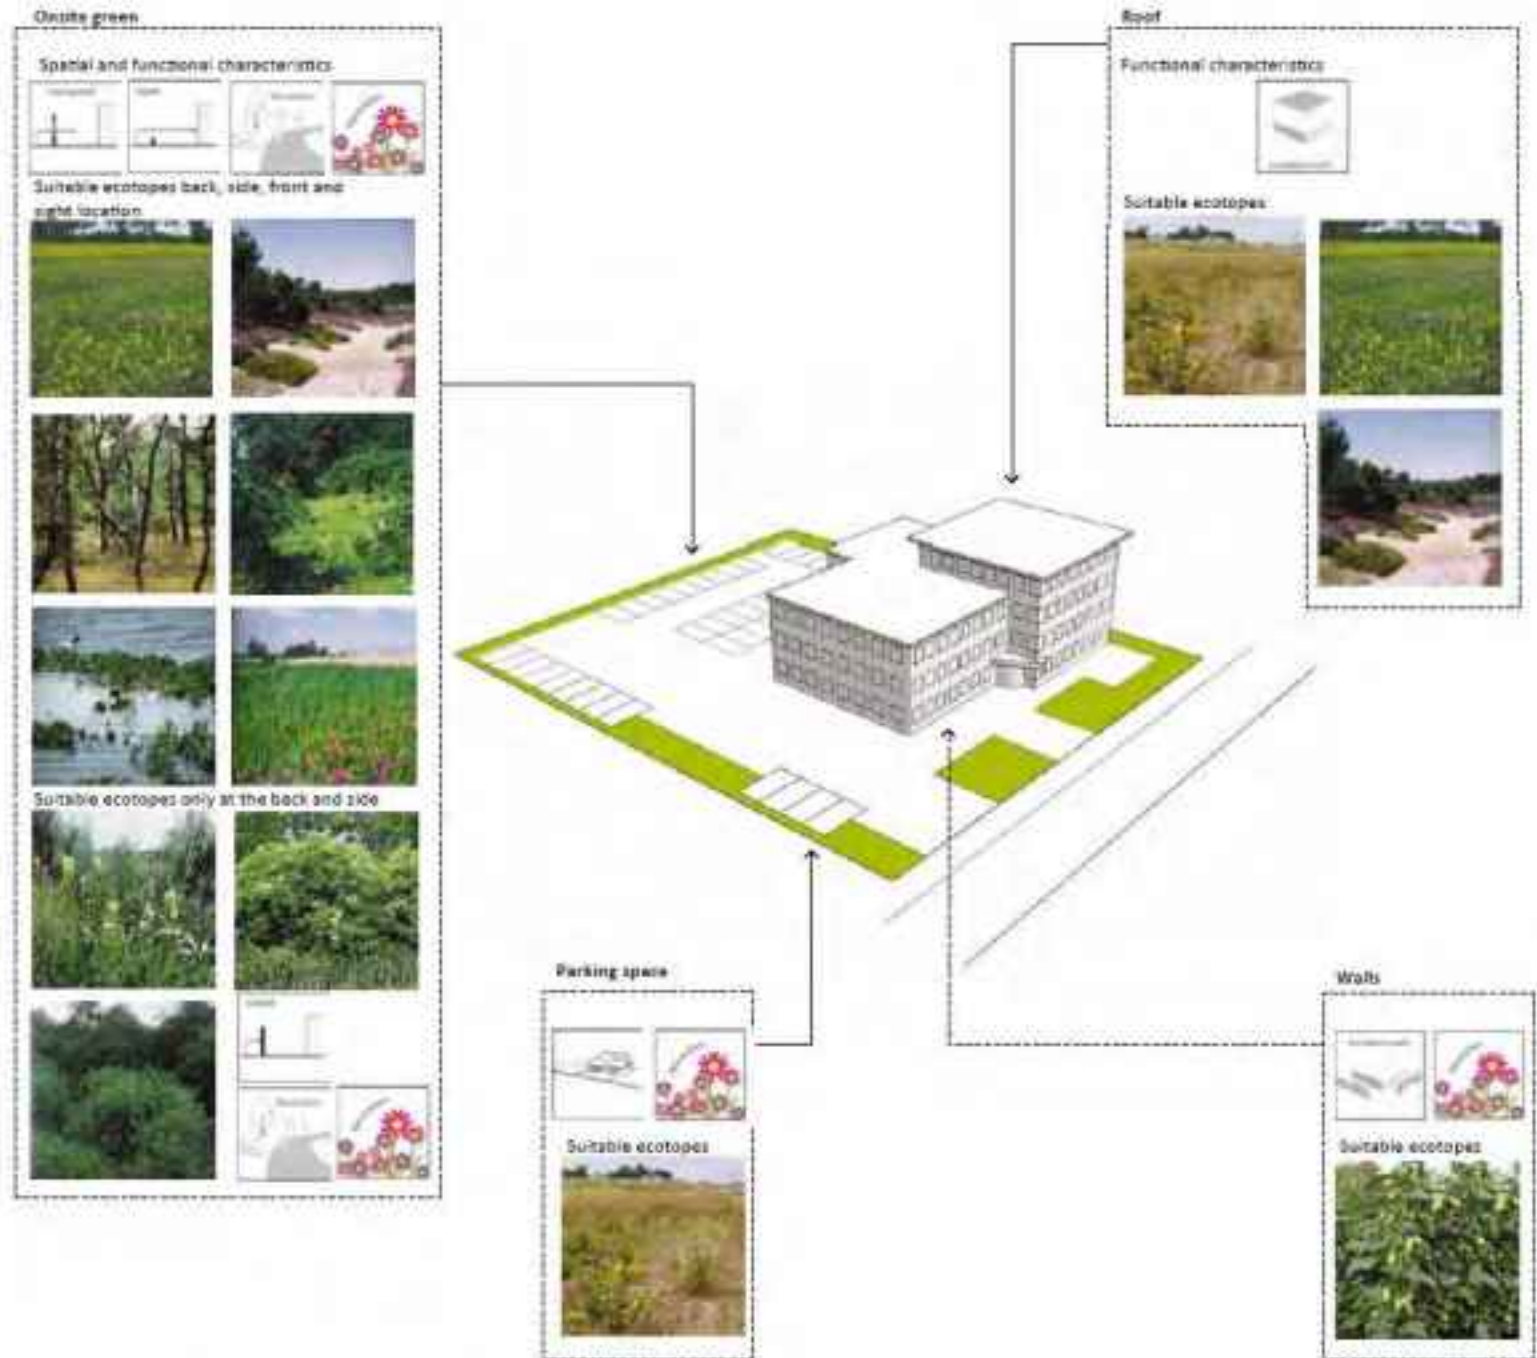 Onsite green
Spatial and functional characteristics
Suitable ecotopes back, side, front and
sight location
Suitable ecotopes only at the back and side
Roof
Functional characteristics
Suitable ecotopes
Parking space
Suitable ecotopes
Walls
Suitable ecotopes